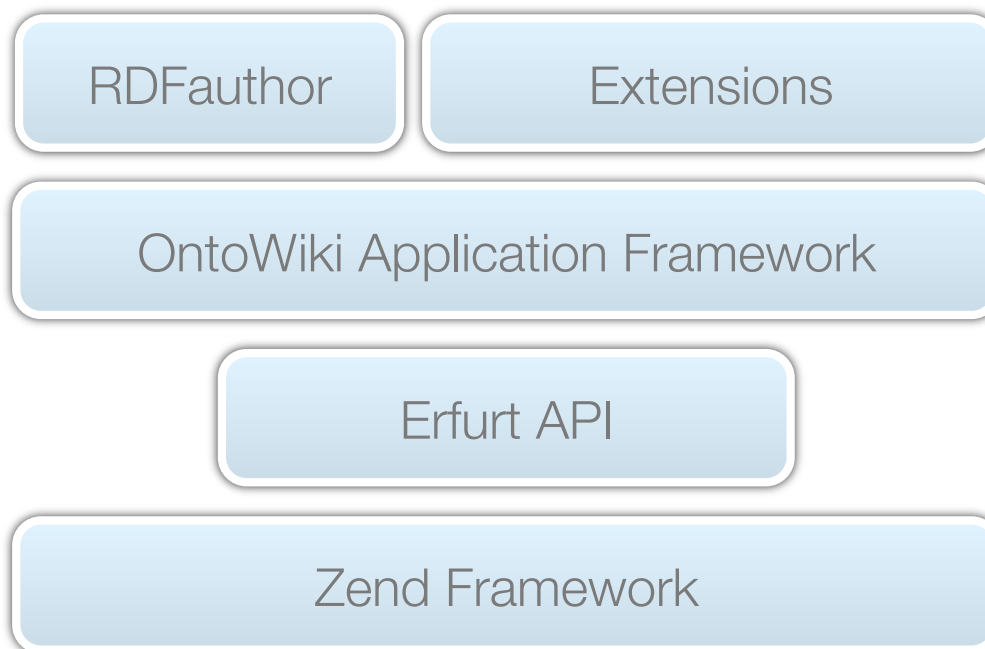 RDFauthor
Extensions
OntoWiki Application Framework
Erfurt API
Zend Framework